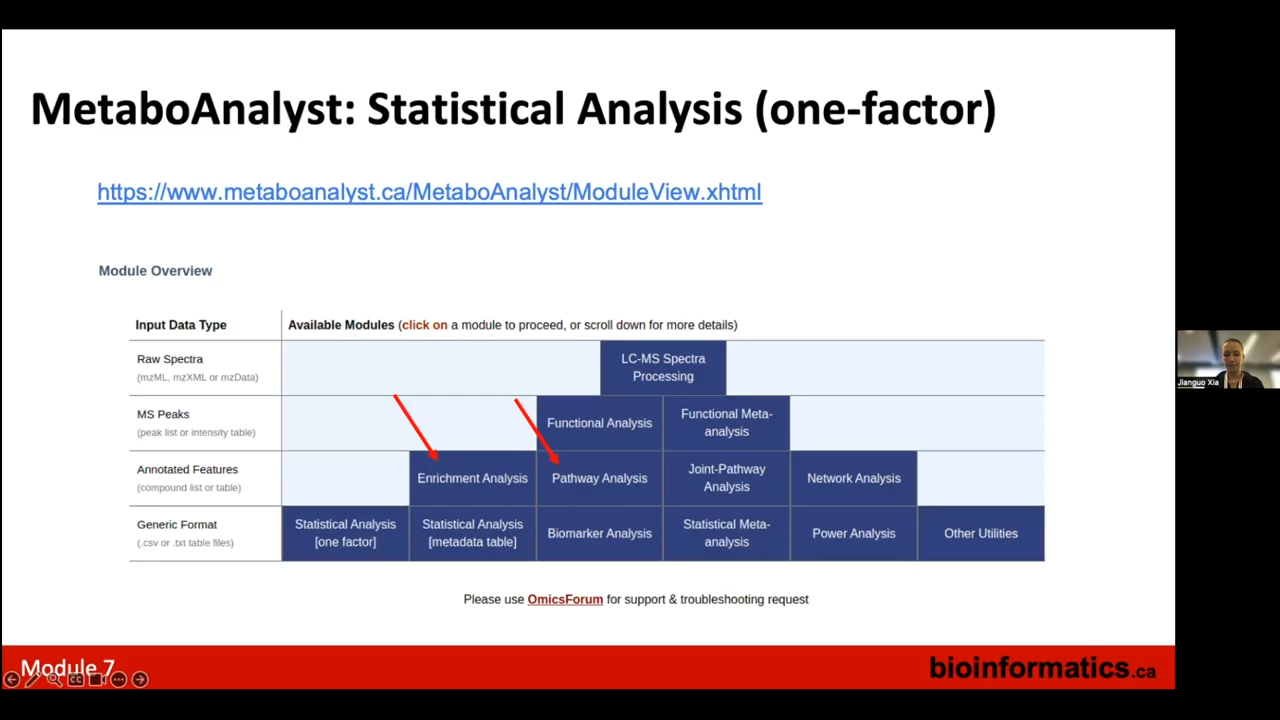 MetaboAnalyst: Statistical Analysis (one-factor)
https://www.metaboanalyst.ca/MetaboAnalyst/ModuleView.xhtml
Module Overview
Input Data Type
Available Modules (click on a module to proceed, or scroll down for more details)
Raw Spectra
(mzML, mzXML or mzData)
LC-MS Spectra
Processing
MS Peaks
(peak list or intensity table)
Functional Analysis
Functional Meta-
analysis
Annotated Features
(compound list or table)
Enrichment Analysis
Pathway Analysis
Joint-Pathway
Analysis
Network Analysis
Generic Format
(.csv or .txt table files)
Statistical Analysis
[one factor]
Statistical Analysis
[metadata table]
Biomarker Analysis
Statistical Meta-
analysis
Power Analysis
Other Utilities
Please use OmicsForum for support & troubleshooting request
Jianguo Xia
Module 7
CC
bioinformatics.ca